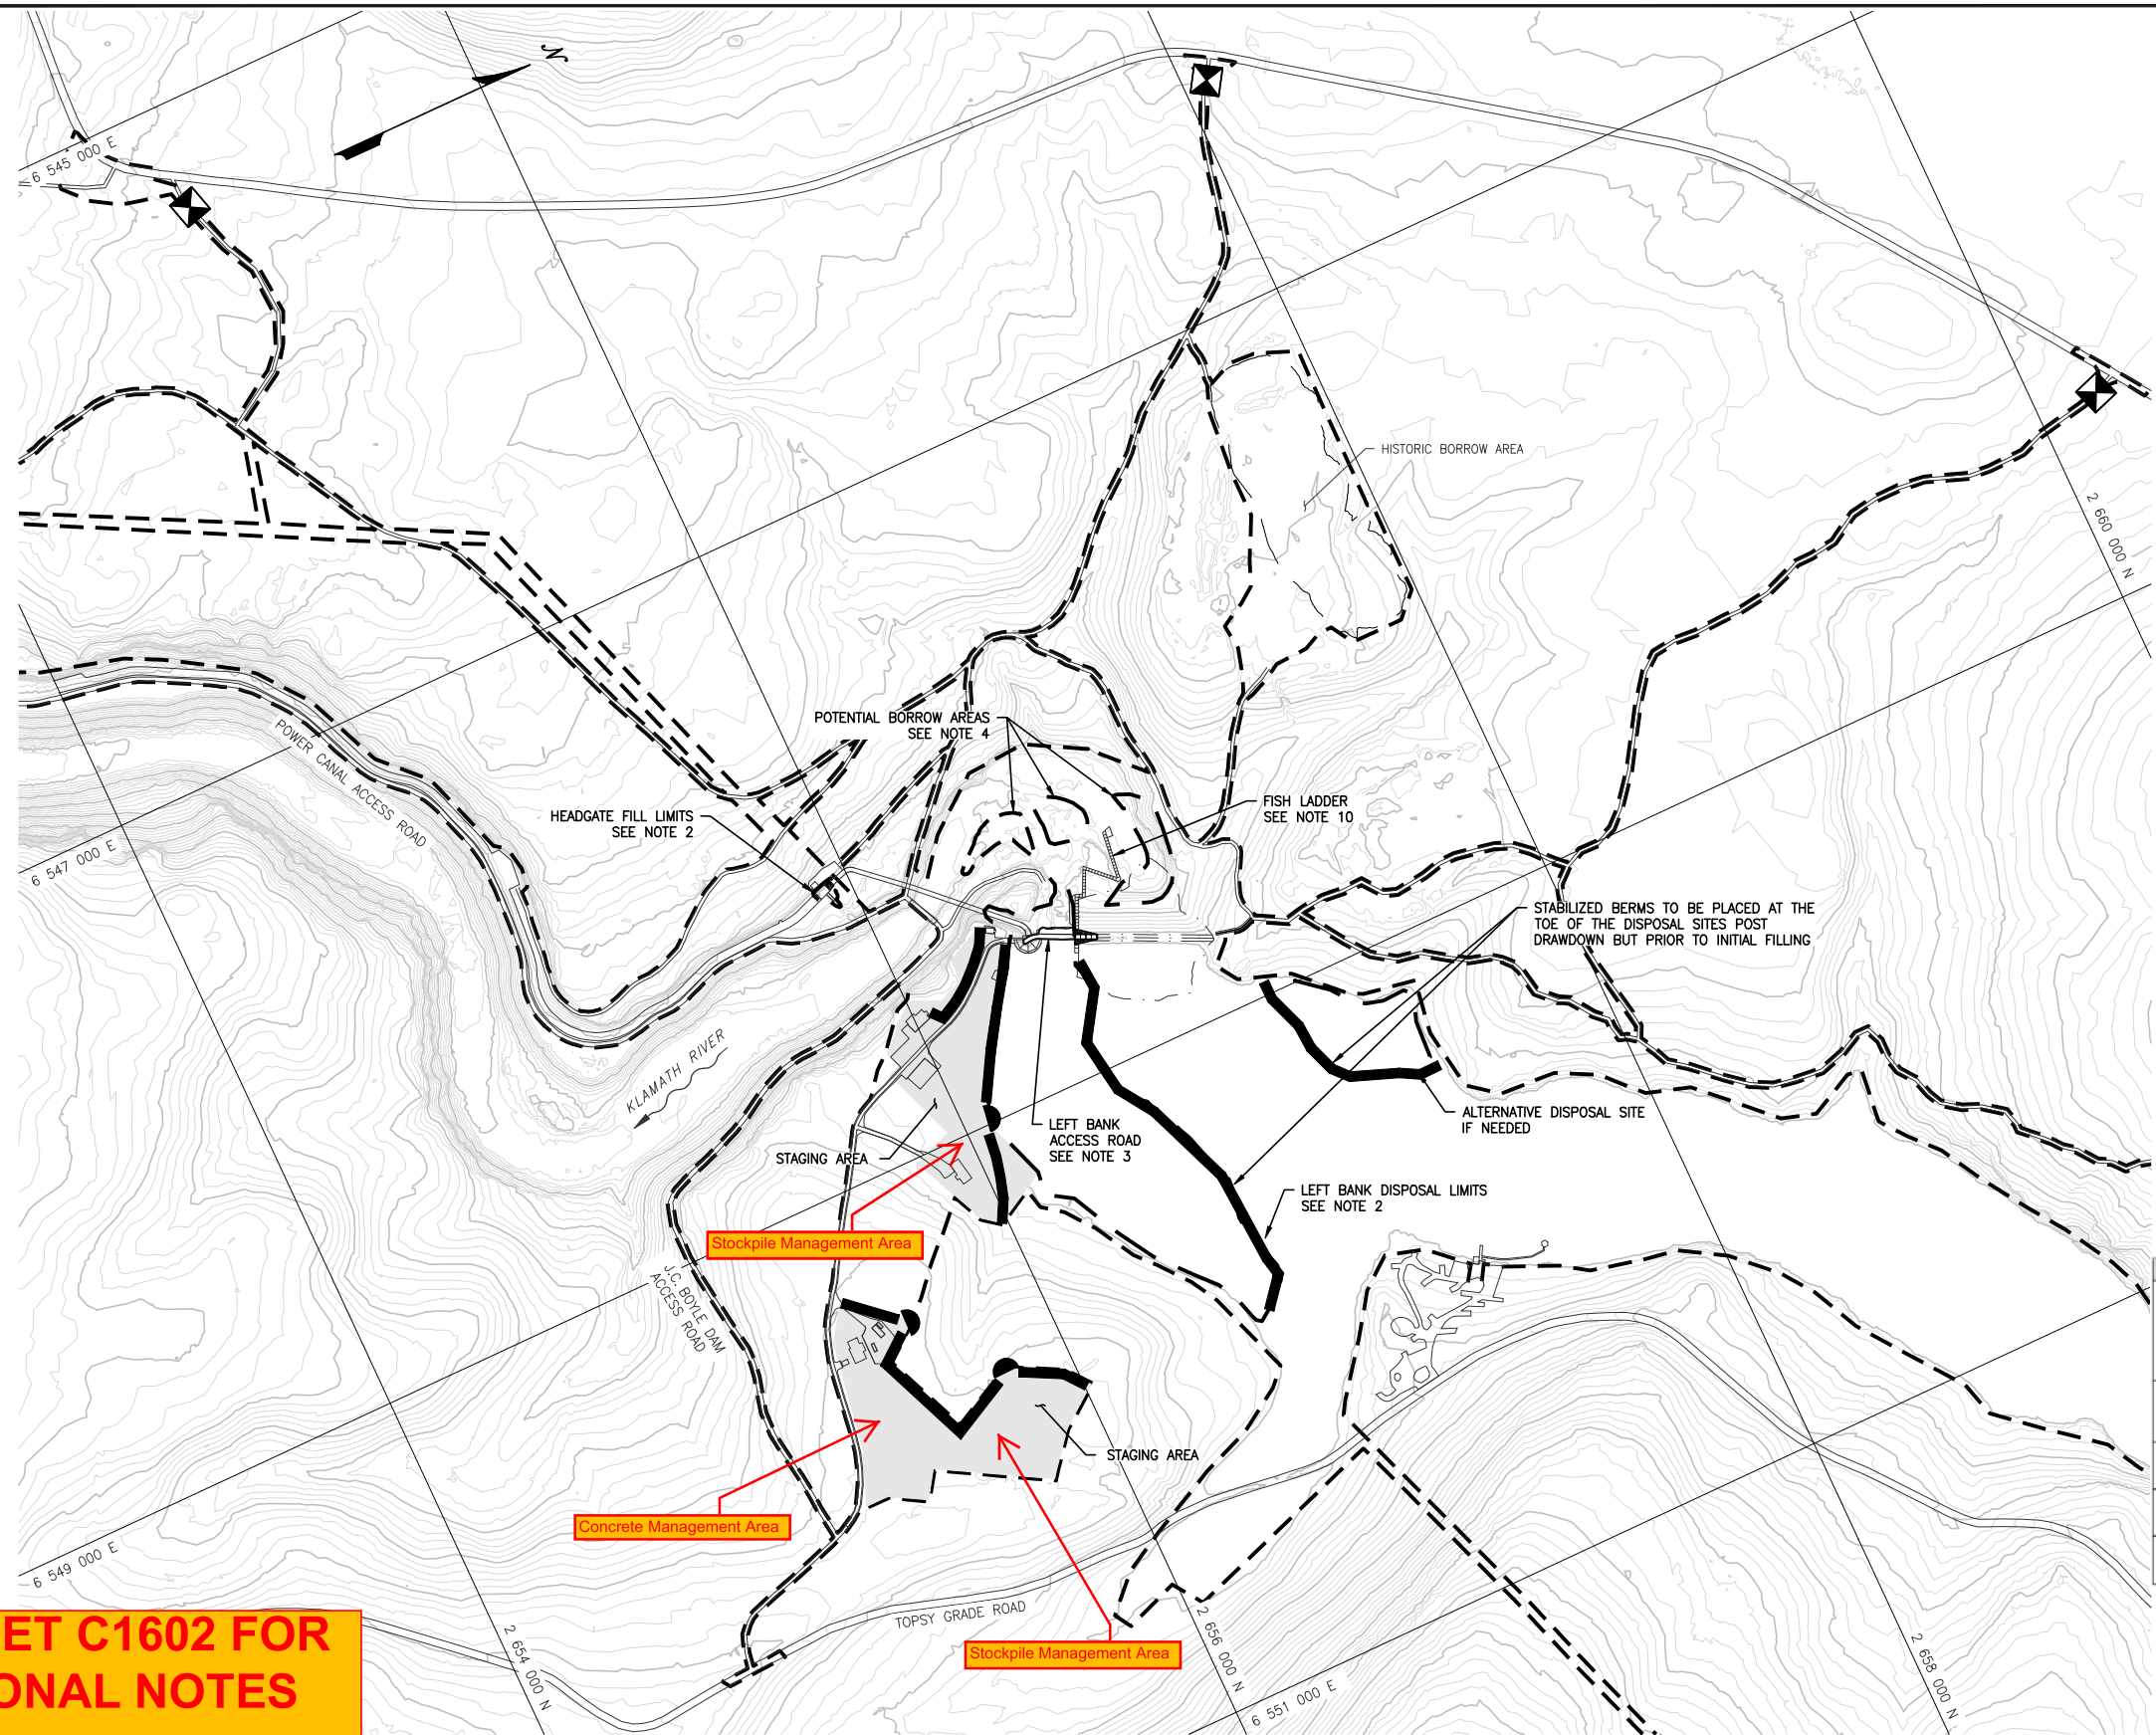 N
6 545 000 E
HISTORIC BORROW AREA
2 660 000 N
POTENTIAL BORROW AREAS
SEE NOTE 4
POWER CANAL ACCESS ROAD
HEADGATE FILL LIMITS
SEE NOTE 2
FISH LADDER
SEE NOTE 10
6 547 000 E
STABILIZED BERMS TO BE PLACED AT THE
TOE OF THE DISPOSAL SITES POST
DRAWDOWN BUT PRIOR TO INITIAL FILLING
KLAMATH RIVER
ALTERNATIVE DISPOSAL SITE
IF NEEDED
LEFT BANK
ACCESS ROAD
SEE NOTE 3
STAGING AREA
LEFT BANK DISPOSAL LIMITS
SEE NOTE 2
Stockpile Management Area
J.C. BOYLE DAM
ACCESS ROAD
STAGING AREA
Concrete Management Area
6 549 000 E
TOPSY GRADE ROAD
Stockpile Management Area
2 654 000 N
2 656 000 N
2 658 000 N
6 551 000 E
ET C1602 FOR
ONAL NOTES